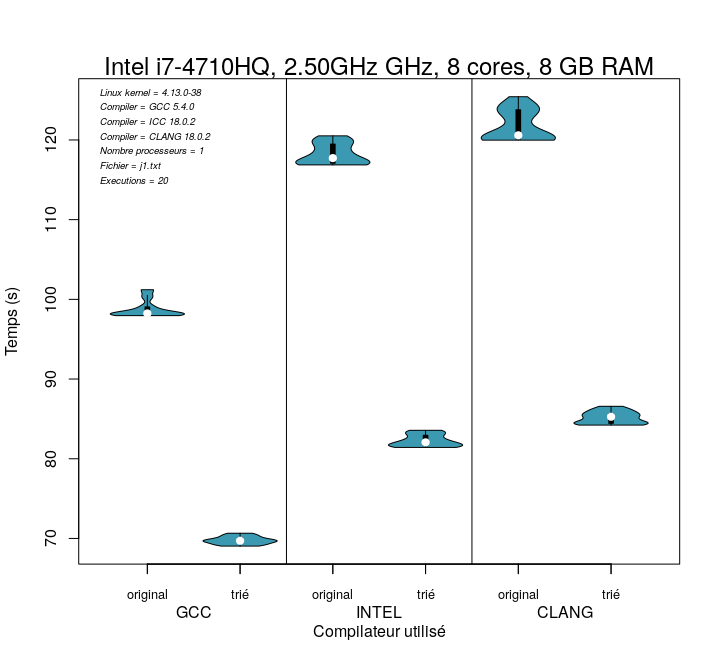 Intel i7-4710HQ, 2.50GHz GHz, 8 cores, 8 GB RAM
Linux kernel = 4.13.0-38
Compiler = GCC 5.4.0
Compiler = ICC 18.0.2
Compiler = CLANG 18.0.2
Nombre processeurs = 1
Fichier = j1.txt
Executions = 20
Temps (s)
120
110
100
90
80
70
original trié original trié original trié
GCC INTEL CLANG
Compilateur utilisé